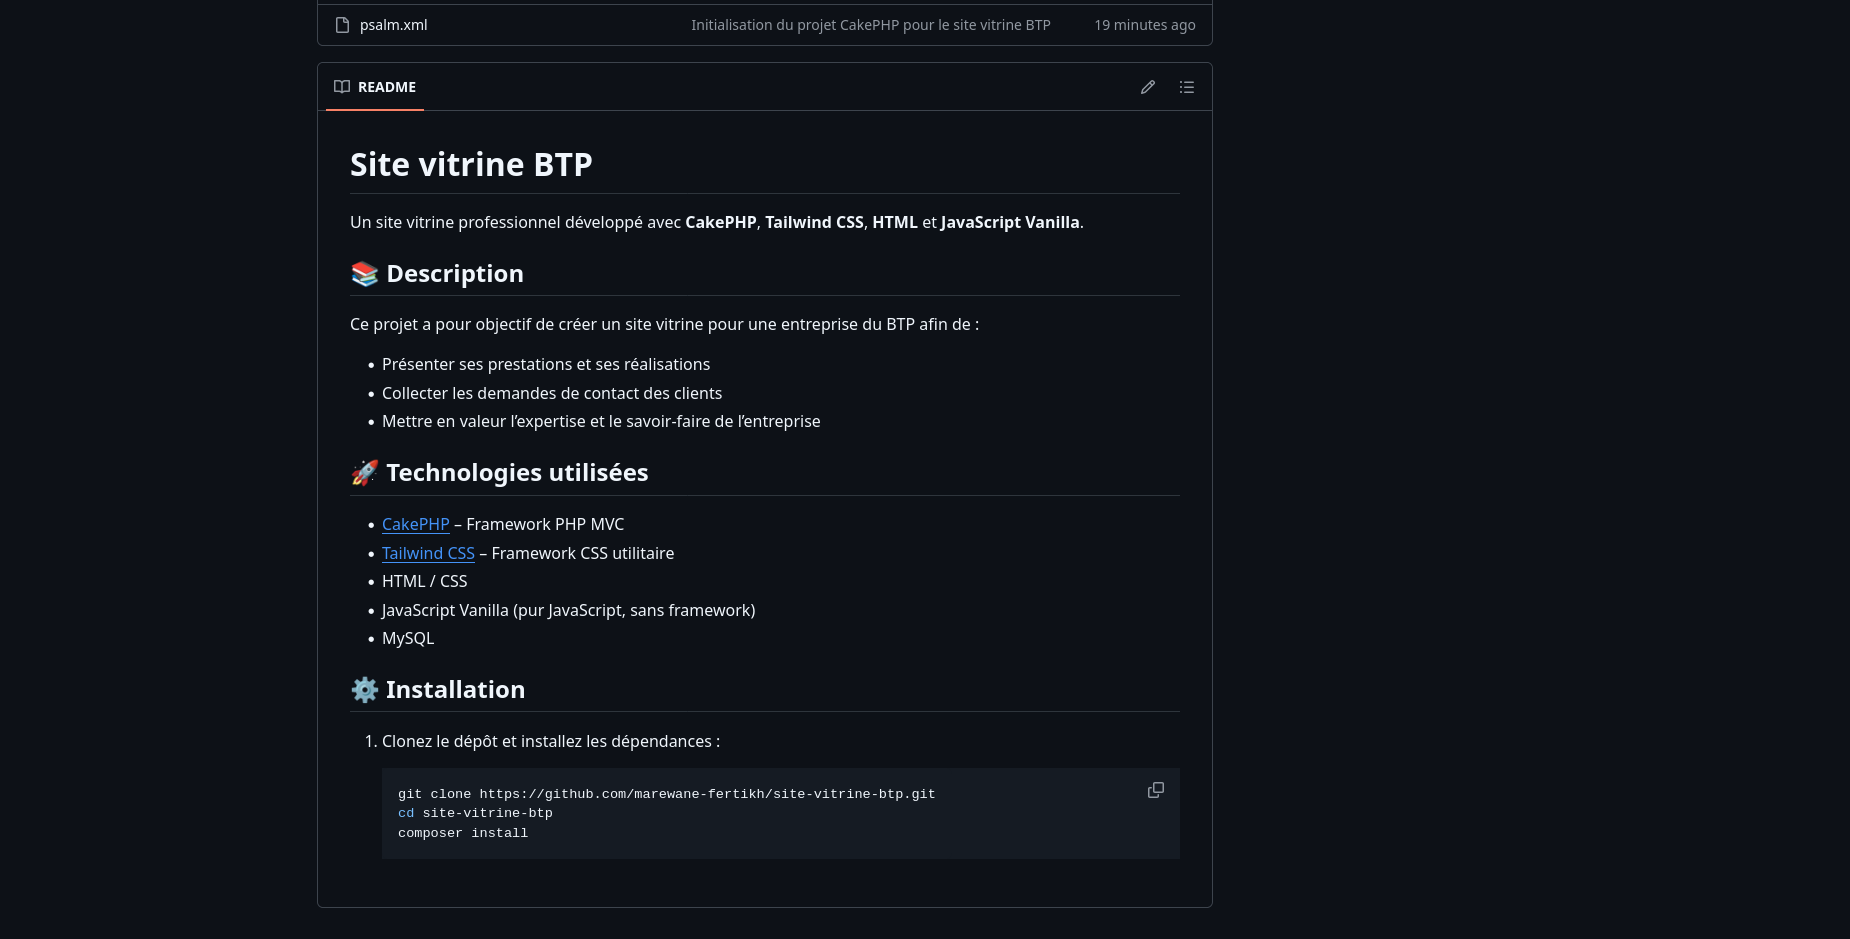 psalm.xml Initialisation du projet CakePHP pour le site vitrine BTP 19 minutes ago
README
Site vitrine BTP
Un site vitrine professionnel développé avec CakePHP, Tailwind CSS, HTML et JavaScript Vanilla.
📚 Description
Ce projet a pour objectif de créer un site vitrine pour une entreprise du BTP afin de :
• Présenter ses prestations et ses réalisations
• Collecter les demandes de contact des clients
• Mettre en valeur l’expertise et le savoir-faire de l’entreprise
🚀 Technologies utilisées
• CakePHP – Framework PHP MVC
• Tailwind CSS – Framework CSS utilitaire
• HTML / CSS
• JavaScript Vanilla (pur JavaScript, sans framework)
• MySQL
⚙️ Installation
1. Clonez le dépôt et installez les dépendances :
git clone https://github.com/marewane-fertikh/site-vitrine-btp.git
cd site-vitrine-btp
composer install